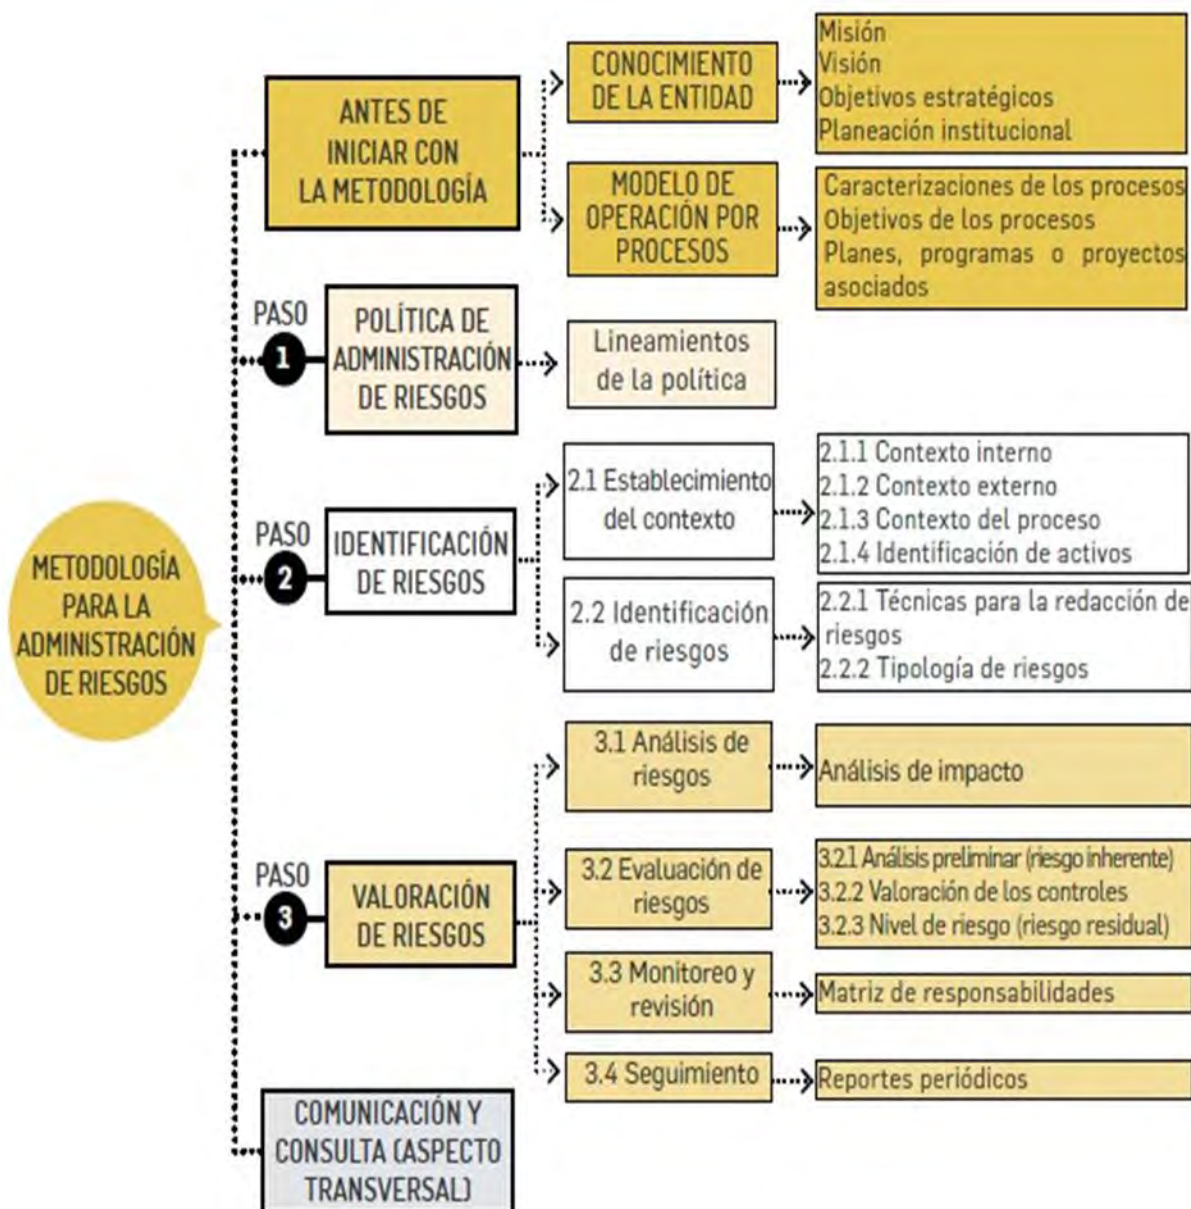 METODOLOGÍA
PARA LA
ADMINISTRACIÓN
DE RIESGOS
ANTES DE
INICIAR CON
LA METODOLOGÍA
CONOCIMIENTO
DE LA ENTIDAD
Misión
Visión
Objetivos estratégicos
Planeación institucional
MODELO DE
OPERACIÓN POR
PROCESOS
Caracterizaciones de los procesos
Objetivos de los procesos
Planes, programas o proyectos
asociados
PASO
1
POLÍTICA DE
ADMINISTRACIÓN
DE RIESGOS
Lineamientos
de la política
PASO
2
IDENTIFICACIÓN
DE RIESGOS
2.1 Establecimiento
del contexto
2.1.1 Contexto interno
2.1.2 Contexto externo
2.1.3 Contexto del proceso
2.1.4 Identificación de activos
2.2 Identificación
de riesgos
2.2.1 Técnicas para la redacción de
riesgos
2.2.2 Tipología de riesgos
PASO
3
VALORACIÓN
DE RIESGOS
3.1 Análisis de
riesgos
Análisis de impacto
3.2 Evaluación de
riesgos
3.2.1 Análisis preliminar (riesgo inherente)
3.2.2 Valoración de los controles
3.2.3 Nivel de riesgo (riesgo residual)
3.3 Monitoreo y
revisión
Matriz de responsabilidades
3.4 Seguimiento
Reportes periódicos
COMUNICACIÓN Y
CONSULTA (ASPECTO
TRANSVERSAL)